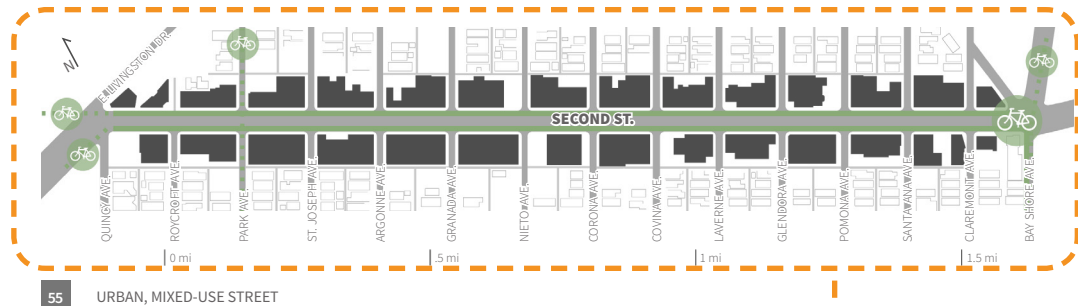 N
E. LIVINGSTON DR.
SECOND ST.
QUINCY AVE.
ROYCROFT AVE.
PARK AVE.
ST. JOSEPH AVE.
ARGONNE AVE.
GRANADA AVE.
NIETO AVE.
CORONA AVE.
COVINA AVE.
LAVERNE AVE.
GLENDORA AVE.
POMONA AVE.
SANTA ANA AVE.
CLAREMONT AVE.
BAY SHORE AVE.
0 mi
.5 mi
1 mi
1.5 mi
55 URBAN, MIXED-USE STREET